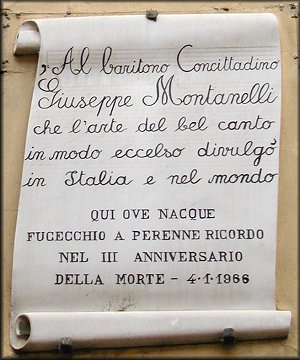 Al baritono Concittadino
Giuseppe Montanelli
che l'arte del bel canto
in modo eccelso divulgò
in Italia e nel mondo
QUI OVE NACQUE
FUCECCHIO A PERENNE RICORDO
NEL III ANNIVERSARIO
DELLA MORTE - 4·1·1966